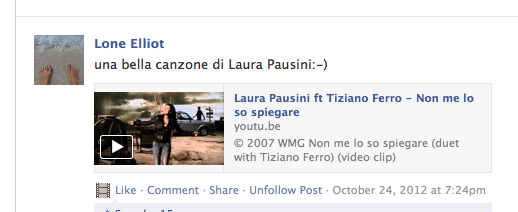 Lone Elliot
una bella canzone di Laura Pausini:-)
Laura Pausini ft Tiziano Ferro - Non me lo
so spiegare
youtu.be
© 2007 WMG Non me lo so spiegare (duet
with Tiziano Ferro) (video clip)
Like · Comment · Share · Unfollow Post · October 24, 2012 at 7:24pm